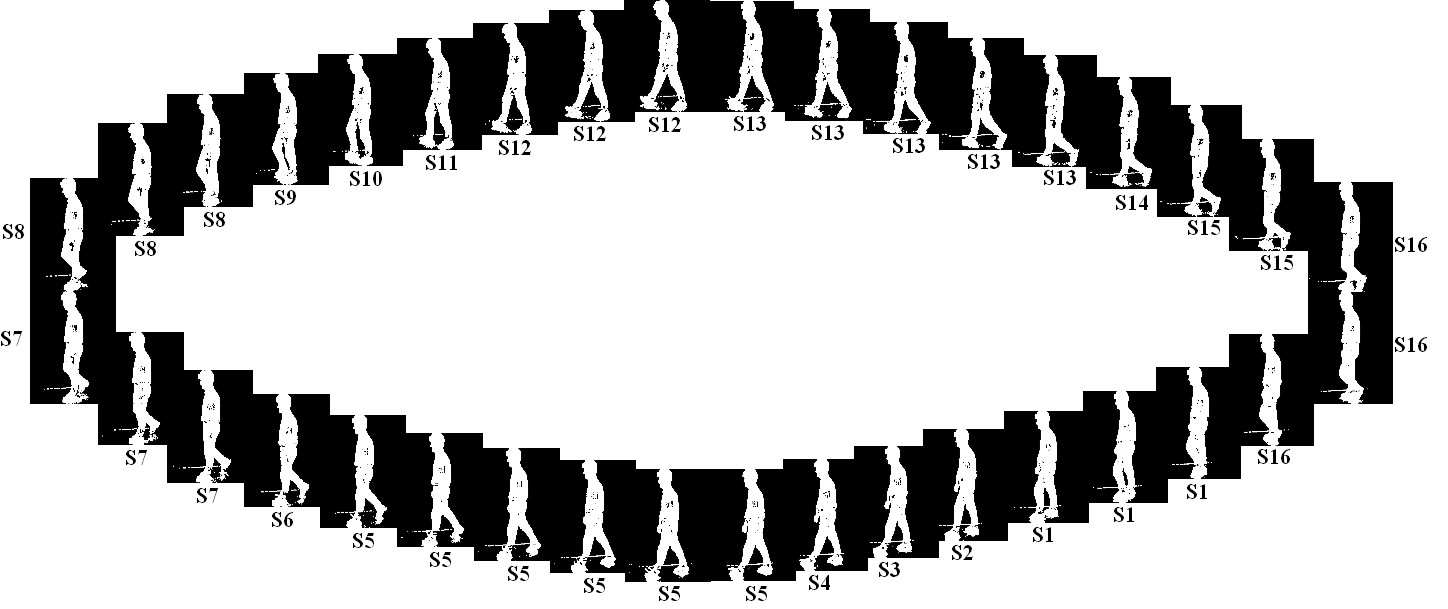 S12 S13
S12 S13
S12 S13
S11 S13
S10 S13
S9 S14
S8 S15
S8 S16
S8 S15
S7 S16
S7 S16
S7 S1
S6 S1
S5 S1
S5 S2
S5 S3
S5 S4
S5 S5